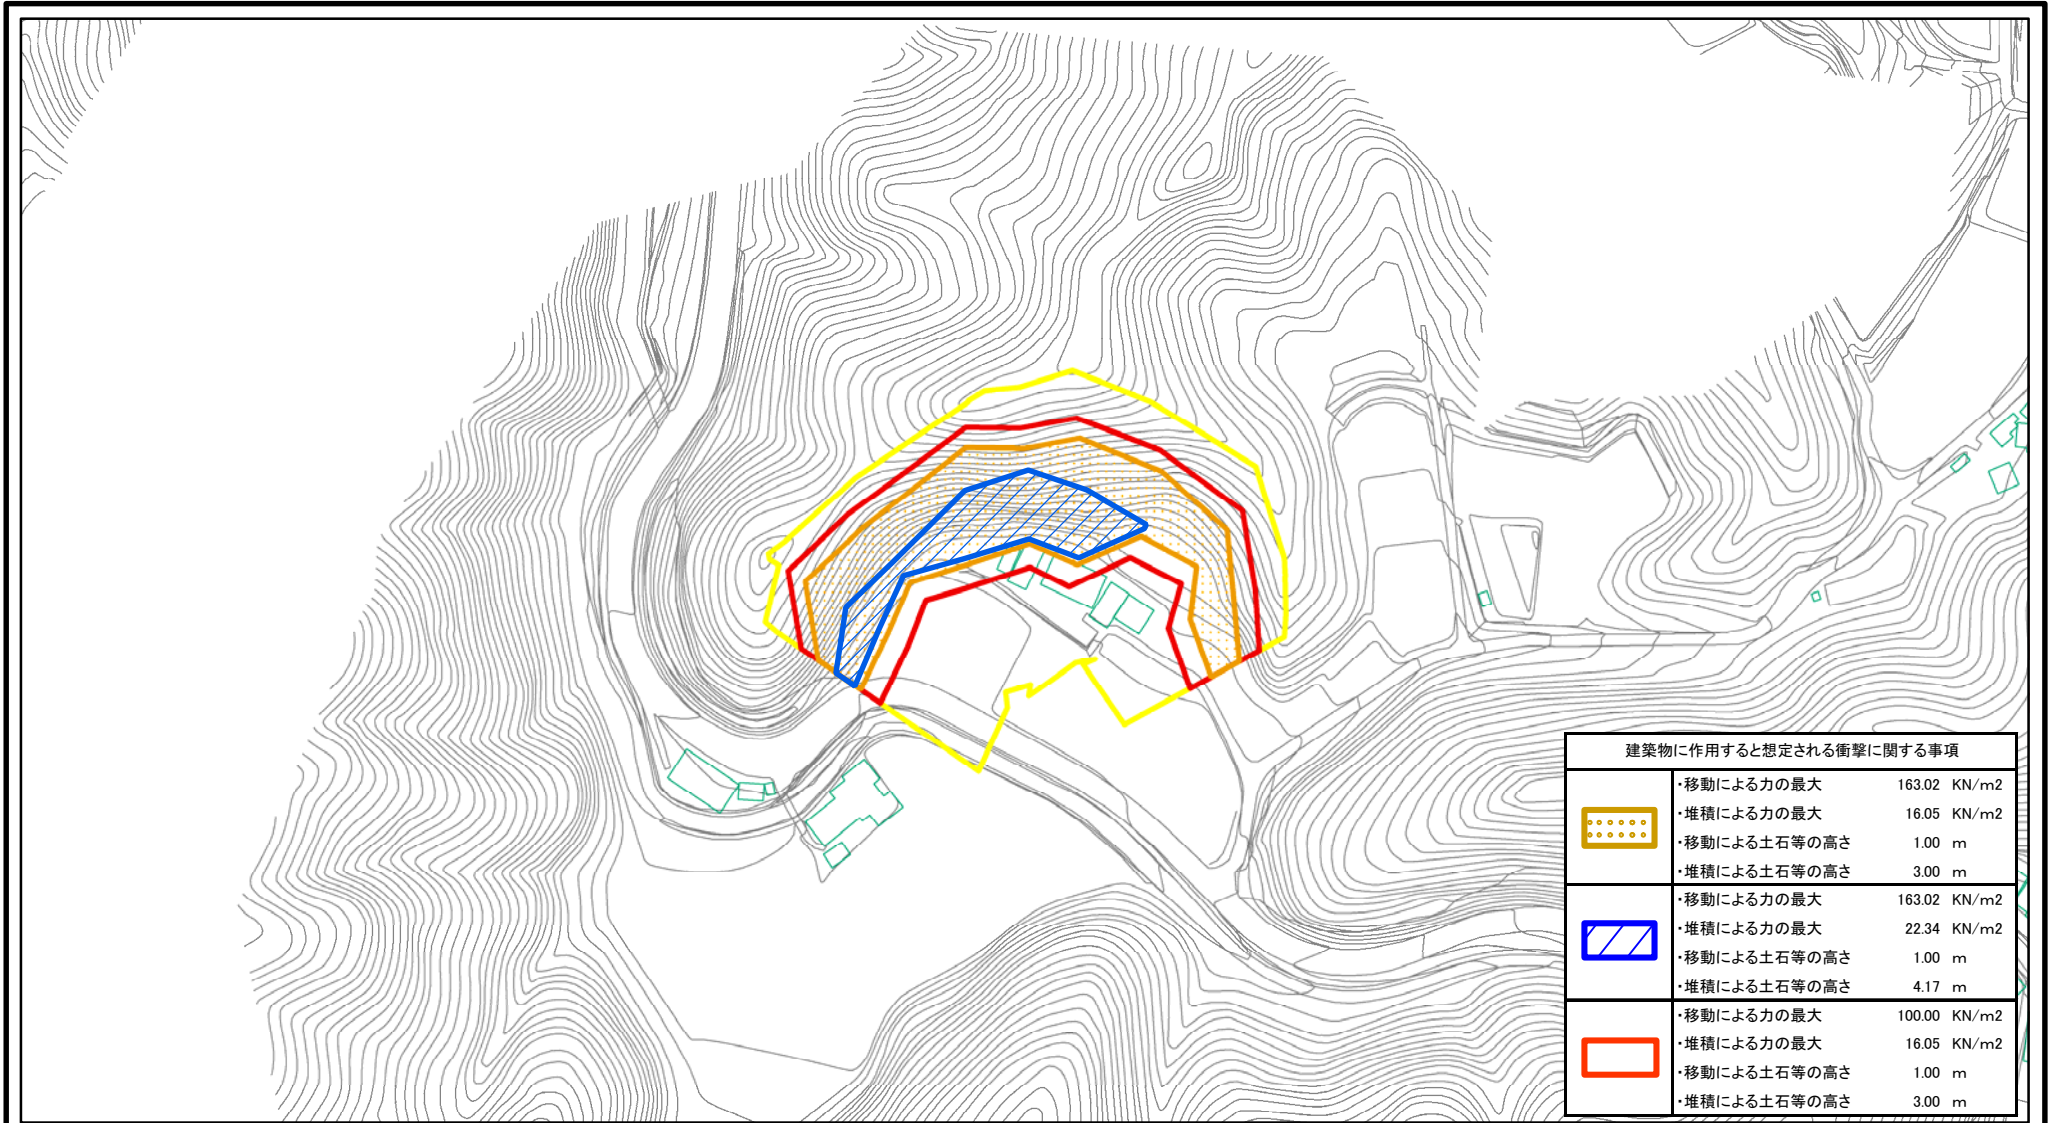 建築物に作用すると想定される衝撃に関する事項
・移動による力の最大 163.02 KN/m2
・堆積による力の最大 16.05 KN/m2
・移動による土石等の高さ 1.00 m
・堆積による土石等の高さ 3.00 m
・移動による力の最大 163.02 KN/m2
・堆積による力の最大 22.34 KN/m2
・移動による土石等の高さ 1.00 m
・堆積による土石等の高さ 4.17 m
・移動による力の最大 100.00 KN/m2
・堆積による力の最大 16.05 KN/m2
・移動による土石等の高さ 1.00 m
・堆積による土石等の高さ 3.00 m